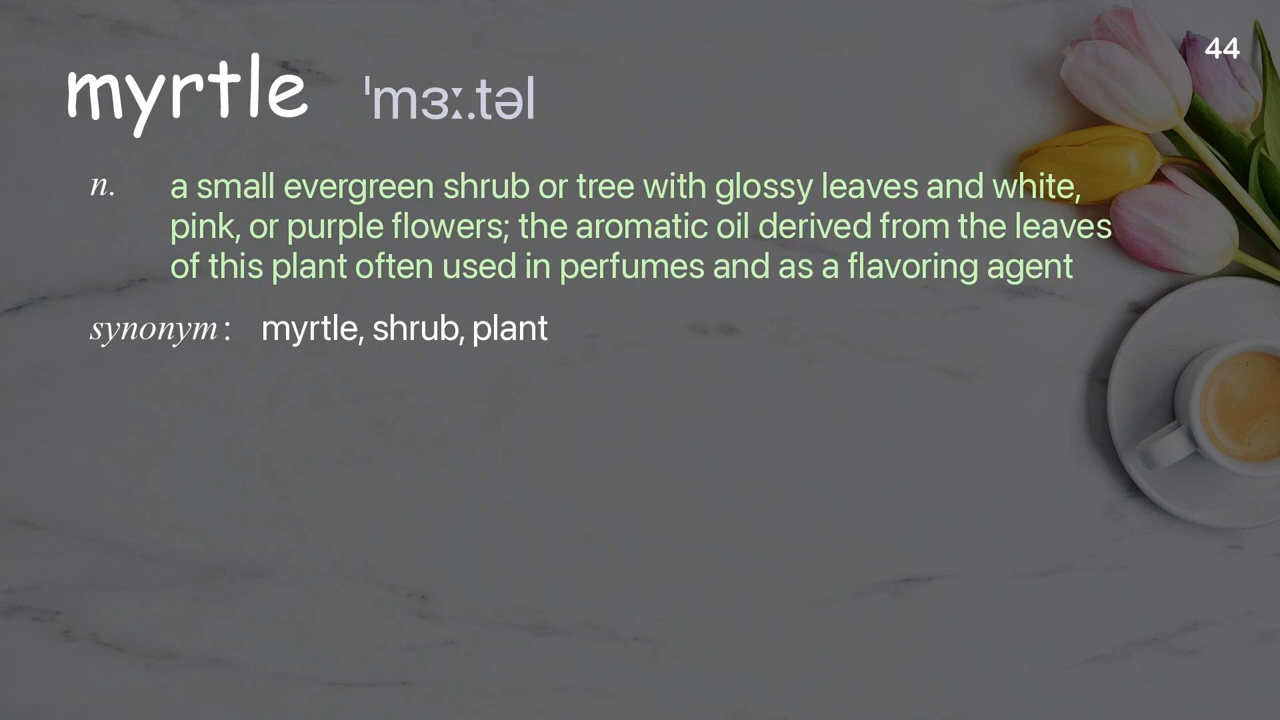 44
myrtle ˈmɜː.təl
n. a small evergreen shrub or tree with glossy leaves and white,
pink, or purple flowers; the aromatic oil derived from the leaves
of this plant often used in perfumes and as a flavoring agent
synonym : myrtle, shrub, plant